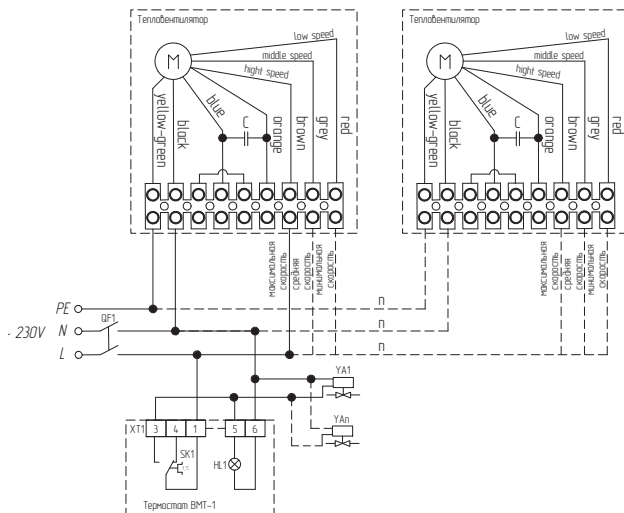 Тепловентилятор
Тепловентилятор
low speed
middle speed
hight speed
M
yellow-green
black
blue
C
orange
brown
grey
red
low speed
middle speed
hight speed
M
yellow-green
black
blue
C
orange
brown
grey
red
максимальная
скорость
средняя
скорость
минимальная
скорость
максимальная
скорость
средняя
скорость
минимальная
скорость
PE
n
~ 230V
N
QF1
n
L
n
YA1
YAn
XT1
3
4
1
5
6
SK1
t°C
HL1
Термостат ВМТ-1